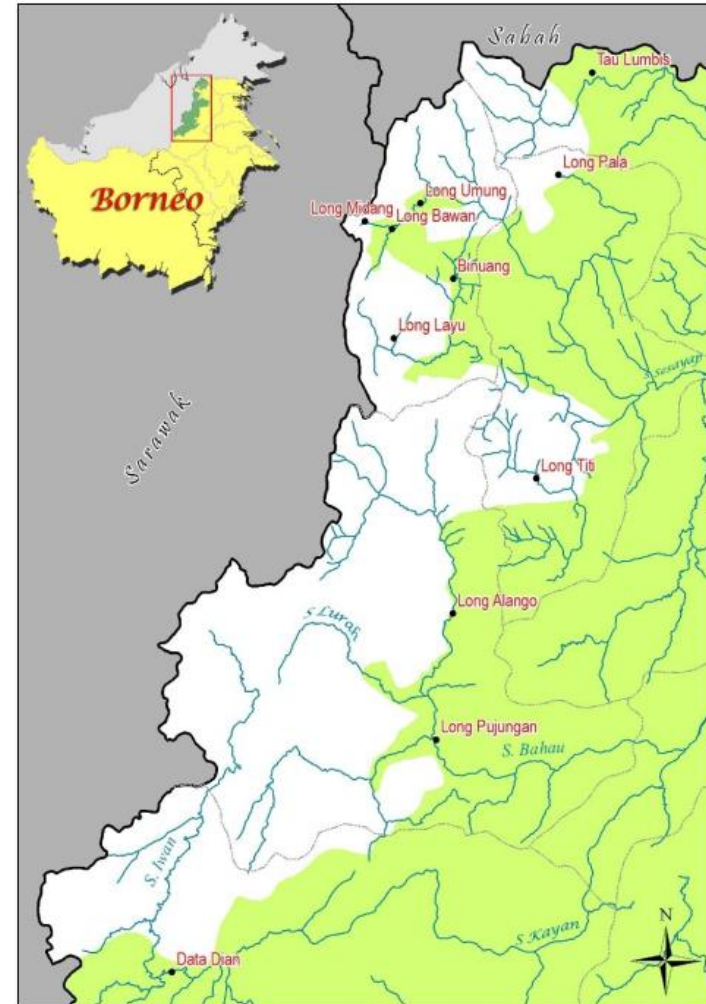 Sabah
Tau Lumbis
Long Pala
Long Umung
Long Midang
Long Bawan
Borneo
Binuang
Long Layu
S. Sesayap
Sarawak
Long Titi
Long Alango
S Lurah
Long Pujungan
S. Bahau
S. Iwan
N
S Kayan
Data Dian